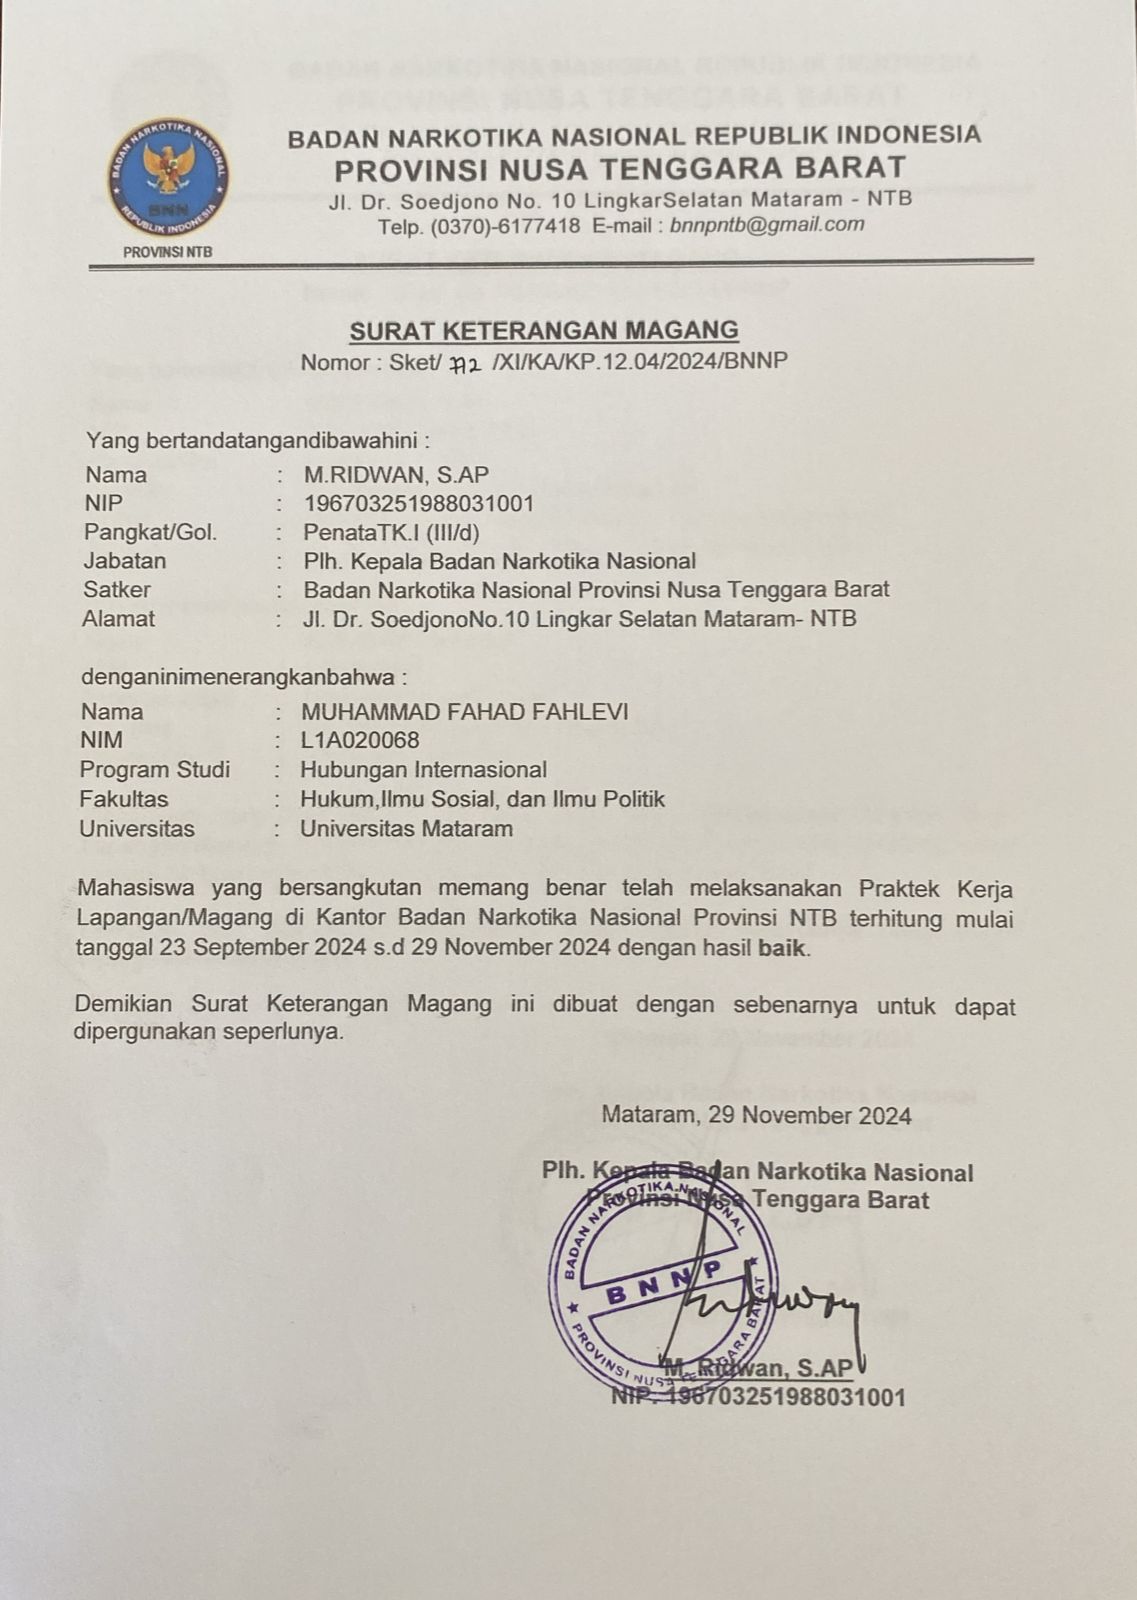 BADAN NARKOTIKA NASIONAL
BNN
REPUBLIK INDONESIA
PROVINSI NTB
BADAN NARKOTIKA NASIONAL REPUBLIK INDONESIA
PROVINSI NUSA TENGGARA BARAT
Jl. Dr. Soedjono No. 10 LingkarSelatan Mataram - NTB
Telp. (0370)-6177418 E-mail : bnnpntb@gmail.com
SURAT KETERANGAN MAGANG
Nomor : Sket/ /XI/KA/KP.12.04/2024/BNNP
Yang bertandatangandibawahini :
Nama : M.RIDWAN, S.AP
NIP : 196703251988031001
Pangkat/Gol. : PenataTK.I (III/d)
Jabatan : Plh. Kepala Badan Narkotika Nasional
Satker : Badan Narkotika Nasional Provinsi Nusa Tenggara Barat
Alamat : Jl. Dr. SoedjonoNo.10 Lingkar Selatan Mataram- NTB
denganinimenerangkanbahwa :
Nama : MUHAMMAD FAHAD FAHLEVI
NIM : L1A020068
Program Studi : Hubungan Internasional
Fakultas : Hukum,Ilmu Sosial, dan Ilmu Politik
Universitas : Universitas Mataram
Mahasiswa yang bersangkutan memang benar telah melaksanakan Praktek Kerja
Lapangan/Magang di Kantor Badan Narkotika Nasional Provinsi NTB terhitung mulai
tanggal 23 September 2024 s.d 29 November 2024 dengan hasil baik.
Demikian Surat Keterangan Magang ini dibuat dengan sebenarnya untuk dapat
dipergunakan seperlunya.
Mataram, 29 November 2024
Plh. Kepala Badan Narkotika Nasional
Provinsi Nusa Tenggara Barat
BADAN NARKOTIKA NASIONAL
BNNP
PROVINSI NUSA TENGGARA BARAT
M. Ridwan, S.AP
NIP. 196703251988031001